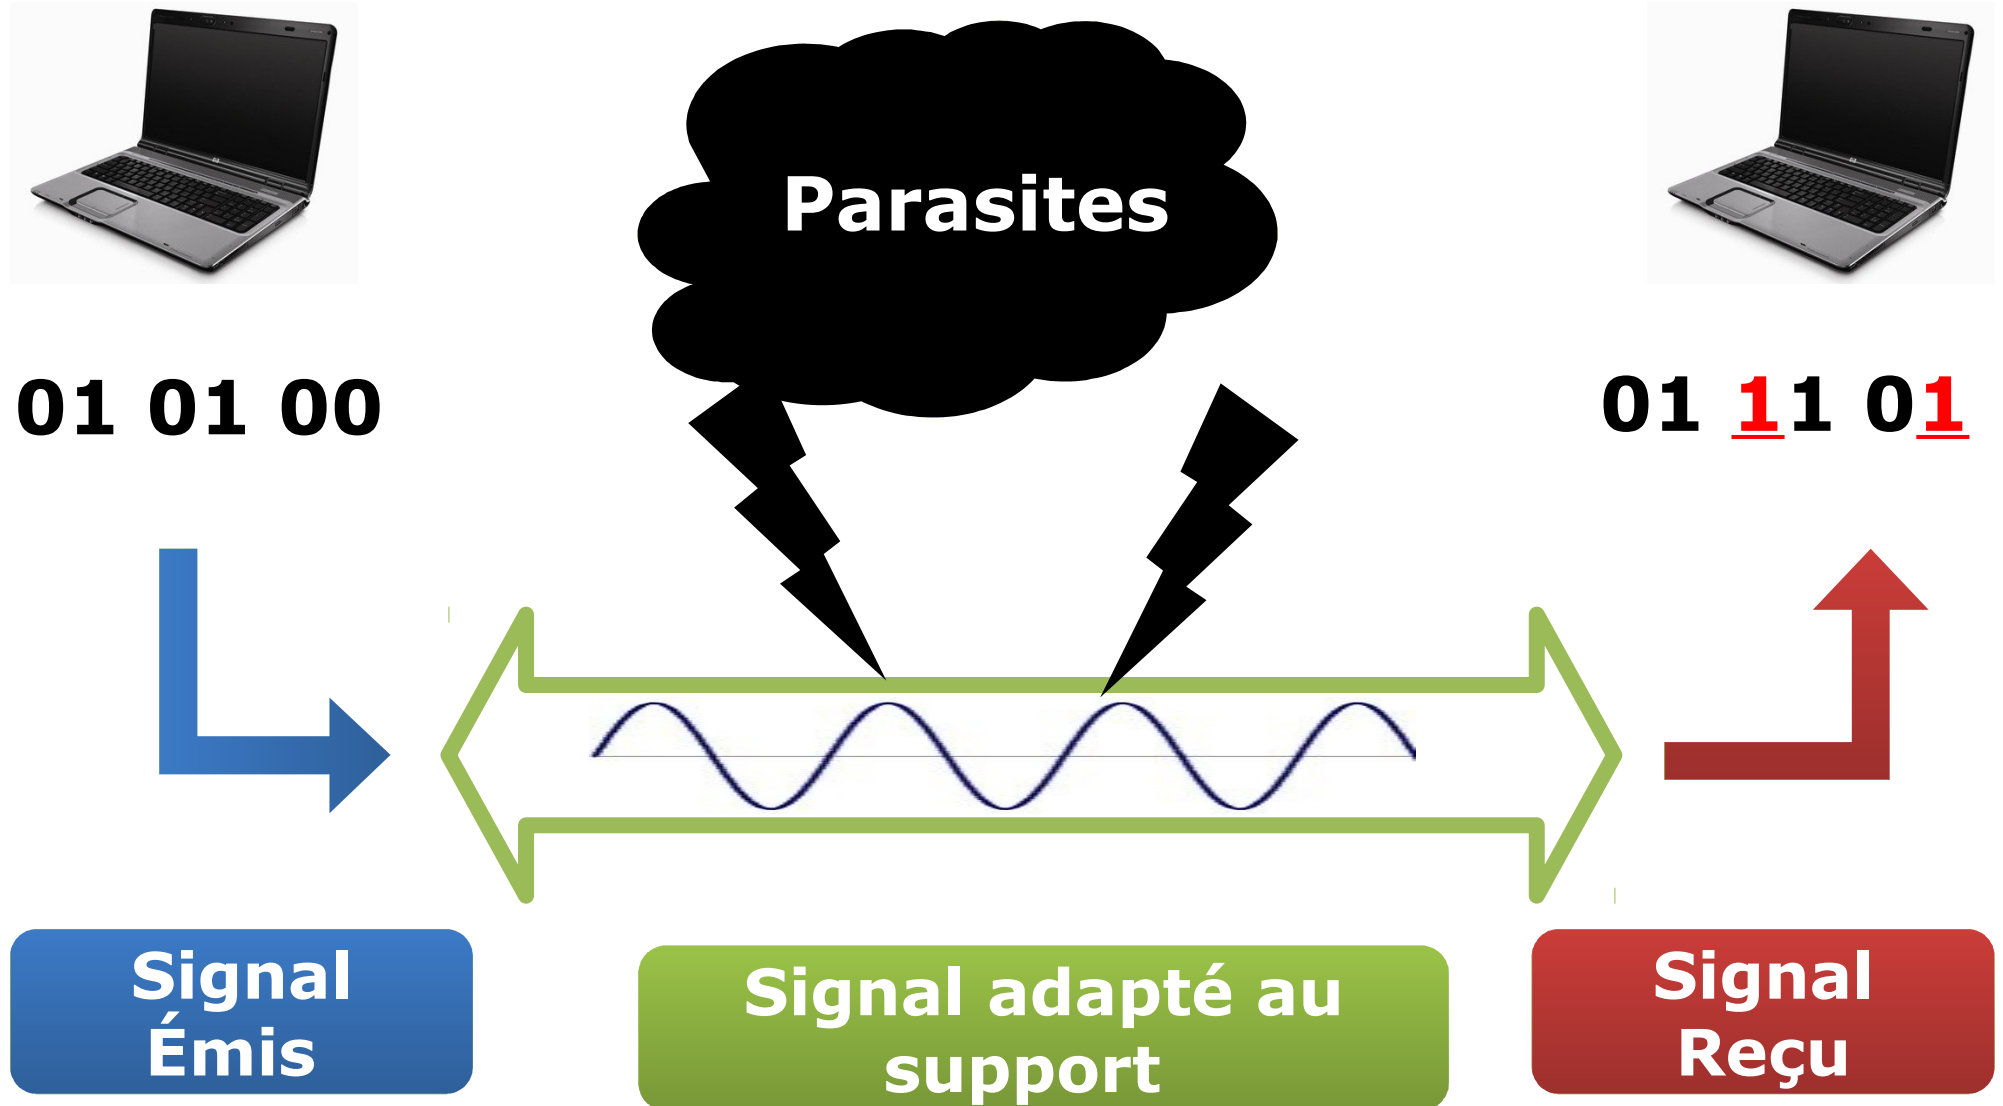 Parasites
01 01 00
01 11 01
Signal
Émis
Signal adapté au
support
Signal
Reçu